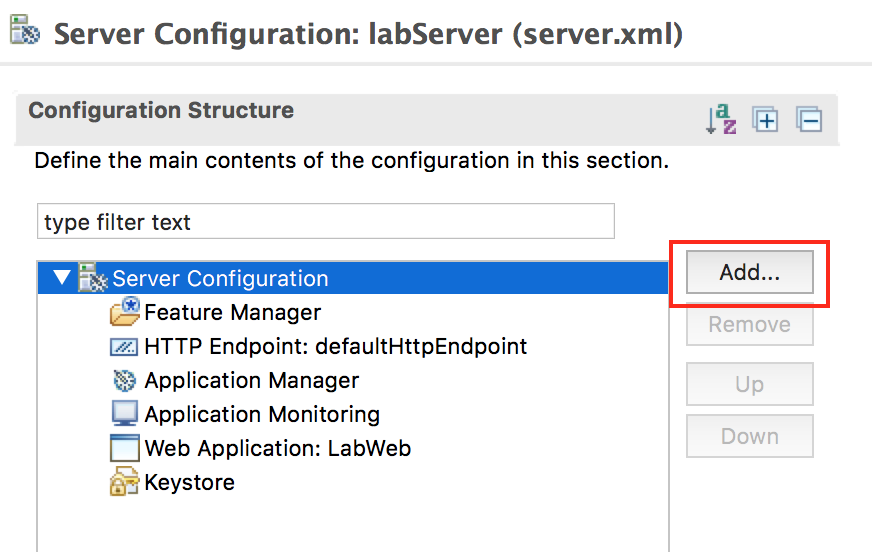 Server Configuration: labServer (server.xml)
Configuration Structure
Define the main contents of the configuration in this section.
type filter text
Server Configuration
Add...
Feature Manager
Remove
HTTP Endpoint: defaultHttpEndpoint
Application Manager
Up
Application Monitoring
Down
Web Application: LabWeb
Keystore